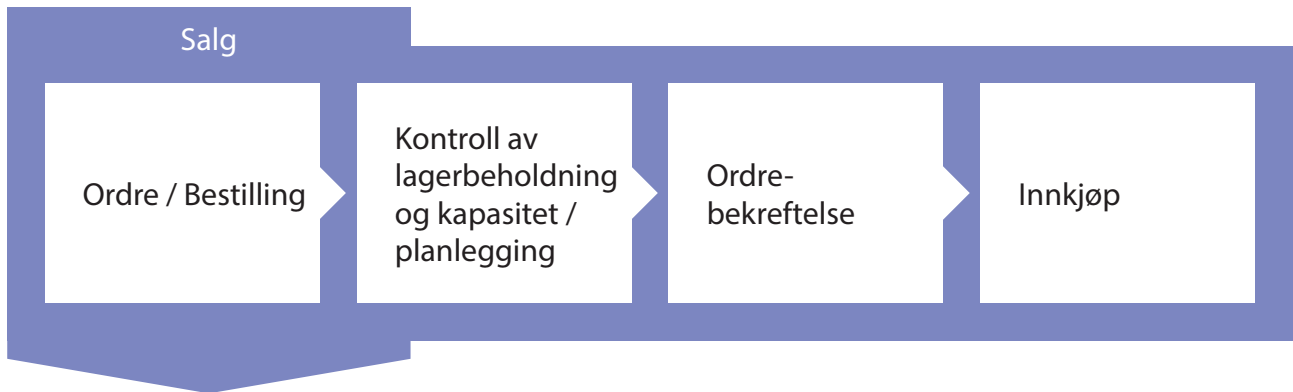 Salg
Ordre / Bestilling
Kontroll av
lagerbeholdning
og kapasitet /
planlegging
Ordre-
bekreftelse
Innkjøp